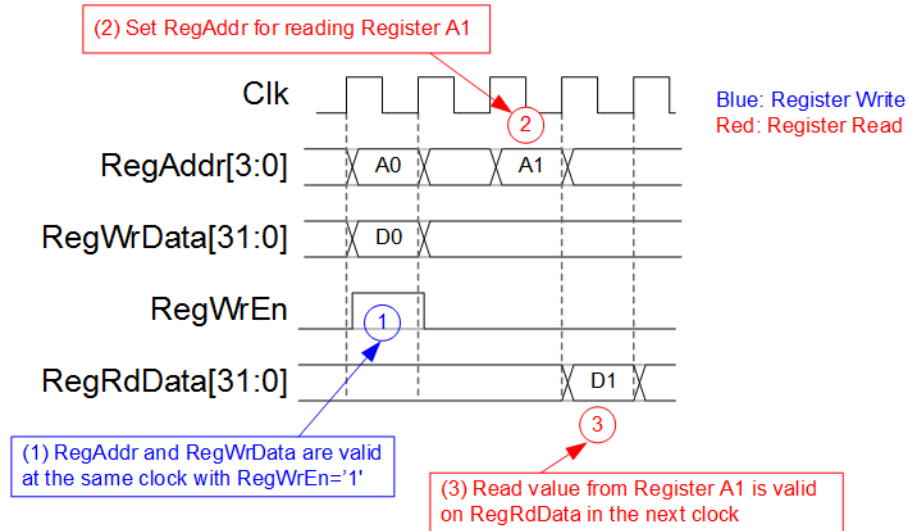 (2) Set RegAddr for reading Register A1
Clk
2
Blue: Register Write
Red: Register Read
RegAddr[3:0]
A0
A1
RegWrData[31:0]
D0
RegWrEn
1
RegRdData[31:0]
D1
3
(1) RegAddr and RegWrData are valid
at the same clock with RegWrEn='1'
(3) Read value from Register A1 is valid
on RegRdData in the next clock